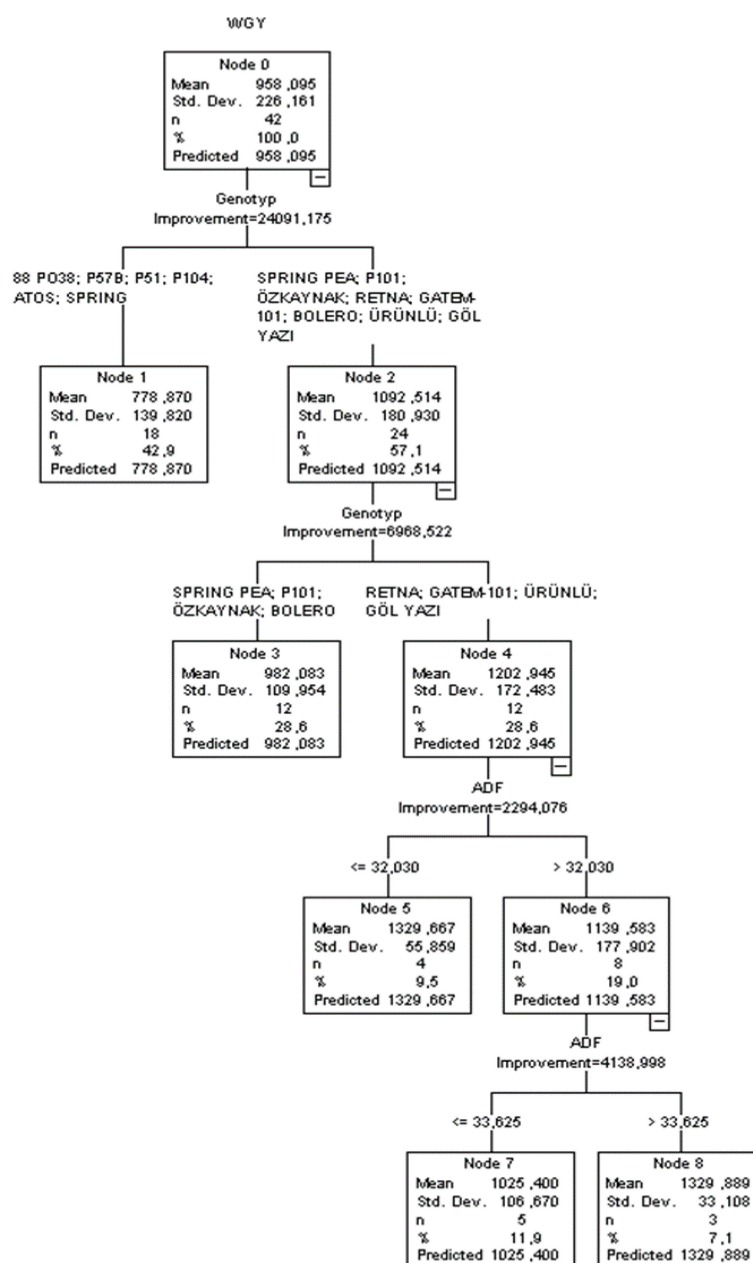 WGY
Node 0
Mean 958 ,095
Std. Dev. 226 ,161
n 42
% 100 ,0
Predicted 958 ,095
Genotyp
Improvement=24091,175
88 PO38; P57B; P51; P104;
ATOS; SPRING
SPRING PEA; P101;
ÖZKAYNAK; RETNA; GATEM-
101; BOLERO; ÜRÜNLÜ; GÖL
YAZI
Node 1
Mean 778 ,870
Std. Dev. 139 ,820
n 18
% 42 ,9
Predicted 778 ,870
Node 2
Mean 1092 ,514
Std. Dev. 180 ,930
n 24
% 57 ,1
Predicted 1092 ,514
Genotyp
Improvement=6968,522
SPRING PEA; P101;
ÖZKAYNAK; BOLERO
RETNA; GATEM-101; ÜRÜNLÜ;
GÖL YAZI
Node 3
Mean 982 ,083
Std. Dev. 109 ,954
n 12
% 28 ,6
Predicted 982 ,083
Node 4
Mean 1202 ,945
Std. Dev. 172 ,483
n 12
% 28 ,6
Predicted 1202 ,945
ADF
Improvement=2294,076
<= 32,030
> 32,030
Node 5
Mean 1329 ,667
Std. Dev. 55 ,859
n 4
% 9 ,5
Predicted 1329 ,667
Node 6
Mean 1139 ,583
Std. Dev. 177 ,902
n 8
% 19 ,0
Predicted 1139 ,583
ADF
Improvement=4138,998
<= 33,625
> 33,625
Node 7
Mean 1025 ,400
Std. Dev. 106 ,670
n 5
% 11 ,9
Predicted 1025 ,400
Node 8
Mean 1329 ,889
Std. Dev. 33 ,108
n 3
% 7 ,1
Predicted 1329 ,889